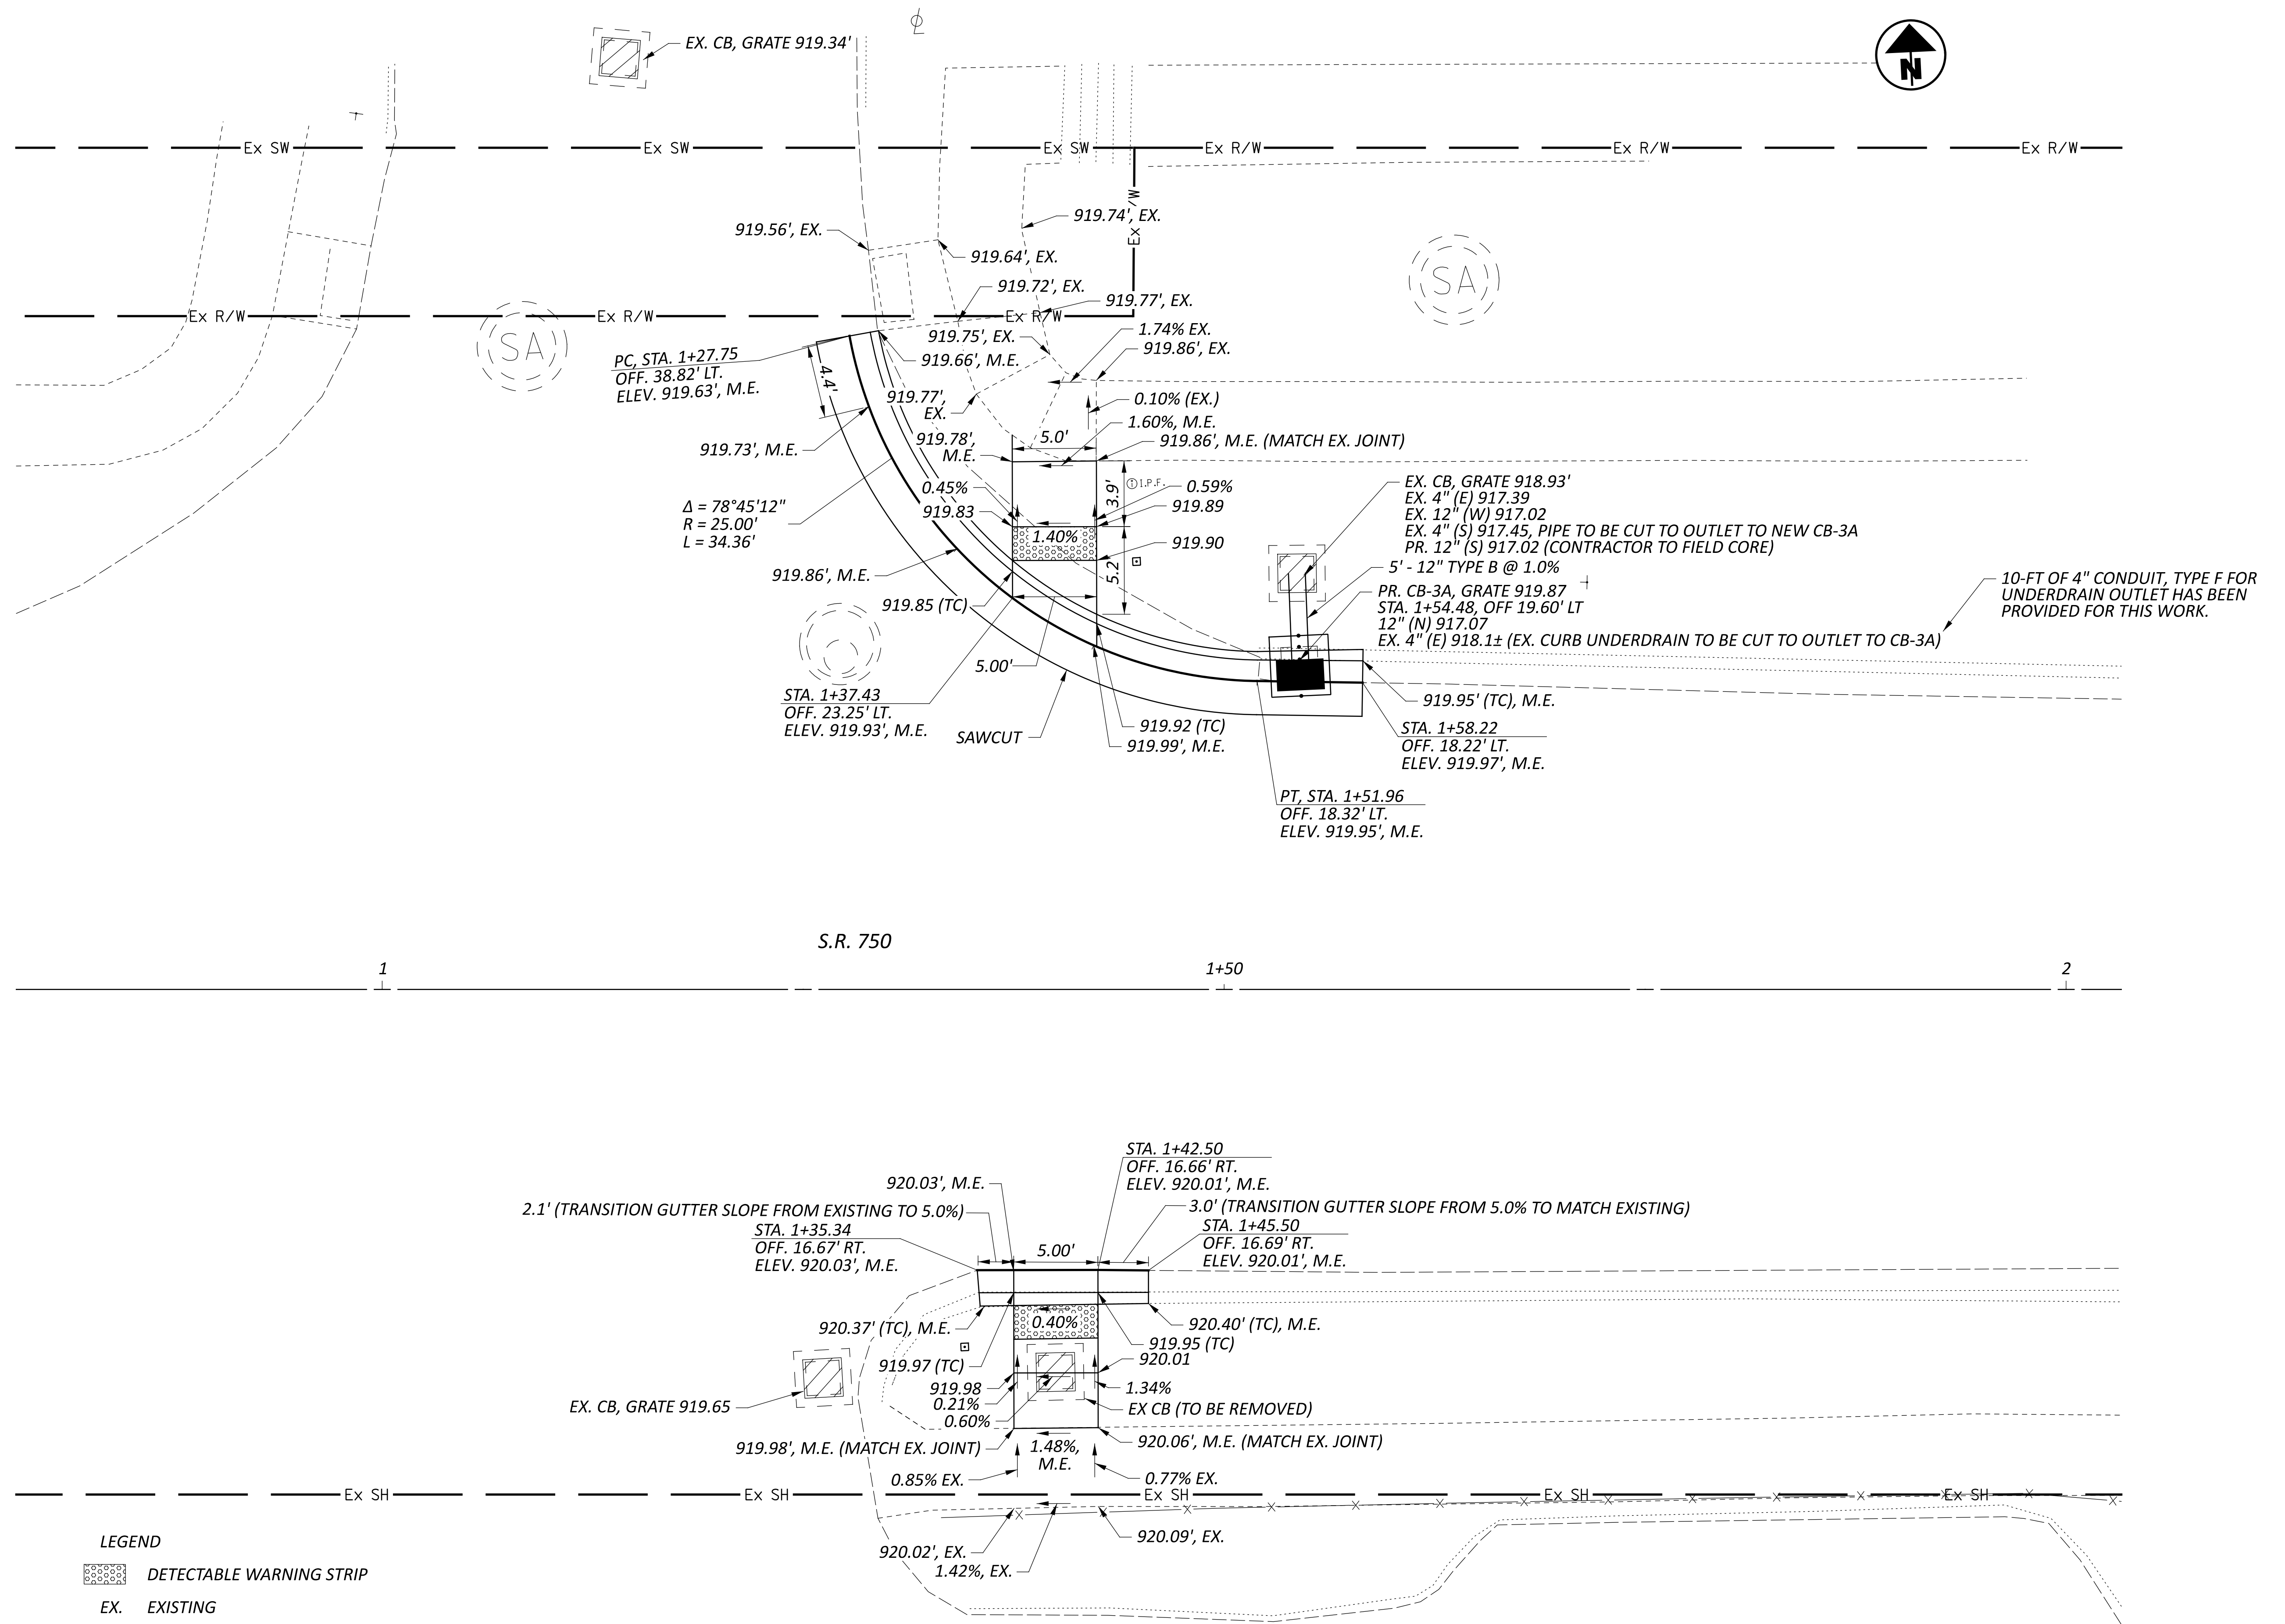 EX. CB, GRATE 919.34'
N
Ex SW
Ex SW
Ex SW
Ex R/W
Ex R/W
Ex R/W
Ex R/W
919.74', EX.
919.56', EX.
919.64', EX.
SA
919.72', EX.
919.77', EX.
Ex R/W
Ex R/W
Ex R/W
SA
1.74% EX.
919.75', EX.
919.86', EX.
919.66', M.E.
PC, STA. 1+27.75
OFF. 38.82' LT.
ELEV. 919.63', M.E.
4.4'
919.77',
EX.
0.10% (EX.)
1.60%, M.E.
919.78',
M.E.
5.0'
919.86', M.E. (MATCH EX. JOINT)
919.73', M.E.
I.P.F.
3.9'
0.45%
0.59%
919.83
919.89
Δ = 78°45'12"
R = 25.00'
L = 34.36'
1.40%
919.90
5.2'
EX. CB, GRATE 918.93'
EX. 4" (E) 917.39
EX. 12" (W) 917.02
EX. 4" (S) 917.45, PIPE TO BE CUT TO OUTLET TO NEW CB-3A
PR. 12" (S) 917.02 (CONTRACTOR TO FIELD CORE)
5' - 12" TYPE B @ 1.0%
PR. CB-3A, GRATE 919.87
STA. 1+54.48, OFF 19.60' LT
12" (N) 917.07
EX. 4" (E) 918.1± (EX. CURB UNDERDRAIN TO BE CUT TO OUTLET TO CB-3A)
10-FT OF 4" CONDUIT, TYPE F FOR
UNDERDRAIN OUTLET HAS BEEN
PROVIDED FOR THIS WORK.
919.86', M.E.
919.85 (TC)
5.00'
STA. 1+37.43
OFF. 23.25' LT.
ELEV. 919.93', M.E.
SAWCUT
919.92 (TC)
919.99', M.E.
919.95' (TC), M.E.
STA. 1+58.22
OFF. 18.22' LT.
ELEV. 919.97', M.E.
PT, STA. 1+51.96
OFF. 18.32' LT.
ELEV. 919.95', M.E.
S.R. 750
1
1+50
2
STA. 1+42.50
OFF. 16.66' RT.
ELEV. 920.01', M.E.
920.03', M.E.
2.1' (TRANSITION GUTTER SLOPE FROM EXISTING TO 5.0%)
3.0' (TRANSITION GUTTER SLOPE FROM 5.0% TO MATCH EXISTING)
STA. 1+35.34
OFF. 16.67' RT.
ELEV. 920.03', M.E.
5.00'
STA. 1+45.50
OFF. 16.69' RT.
ELEV. 920.01', M.E.
920.37' (TC), M.E.
0.40%
920.40' (TC), M.E.
919.95 (TC)
919.97 (TC)
920.01
919.98
0.21%
0.60%
1.34%
EX. CB, GRATE 919.65
EX CB (TO BE REMOVED)
919.98', M.E. (MATCH EX. JOINT)
1.48%,
M.E.
920.06', M.E. (MATCH EX. JOINT)
0.85% EX.
0.77% EX.
Ex SH
Ex SH
Ex SH
Ex SH
Ex SH
920.02', EX.
920.09', EX.
1.42%, EX.
LEGEND
DETECTABLE WARNING STRIP
EX. EXISTING